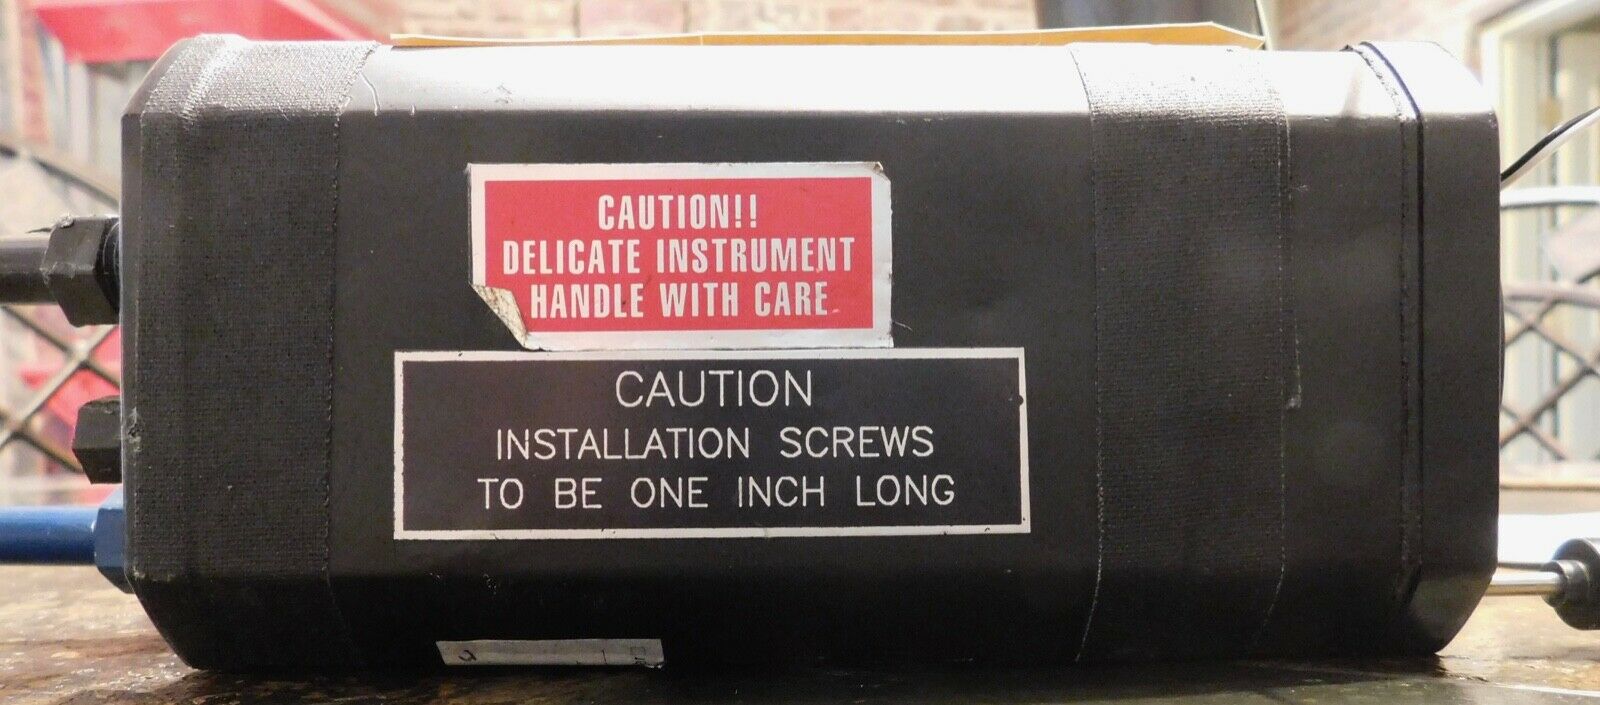 CAUTION!!
DELICATE INSTRUMENT
HANDLE WITH CARE
CAUTION
INSTALLATION SCREWS
TO BE ONE INCH LONG